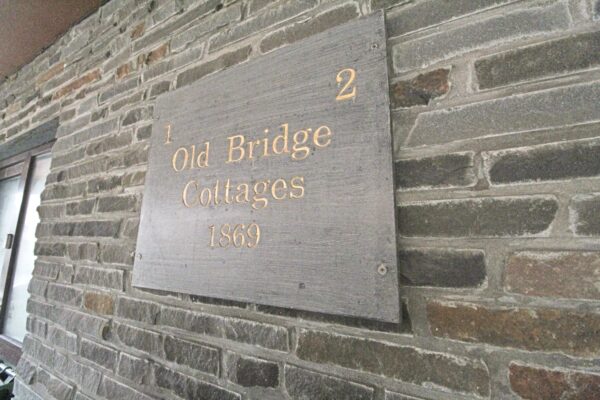 1 2
Old Bridge
Cottages
1869